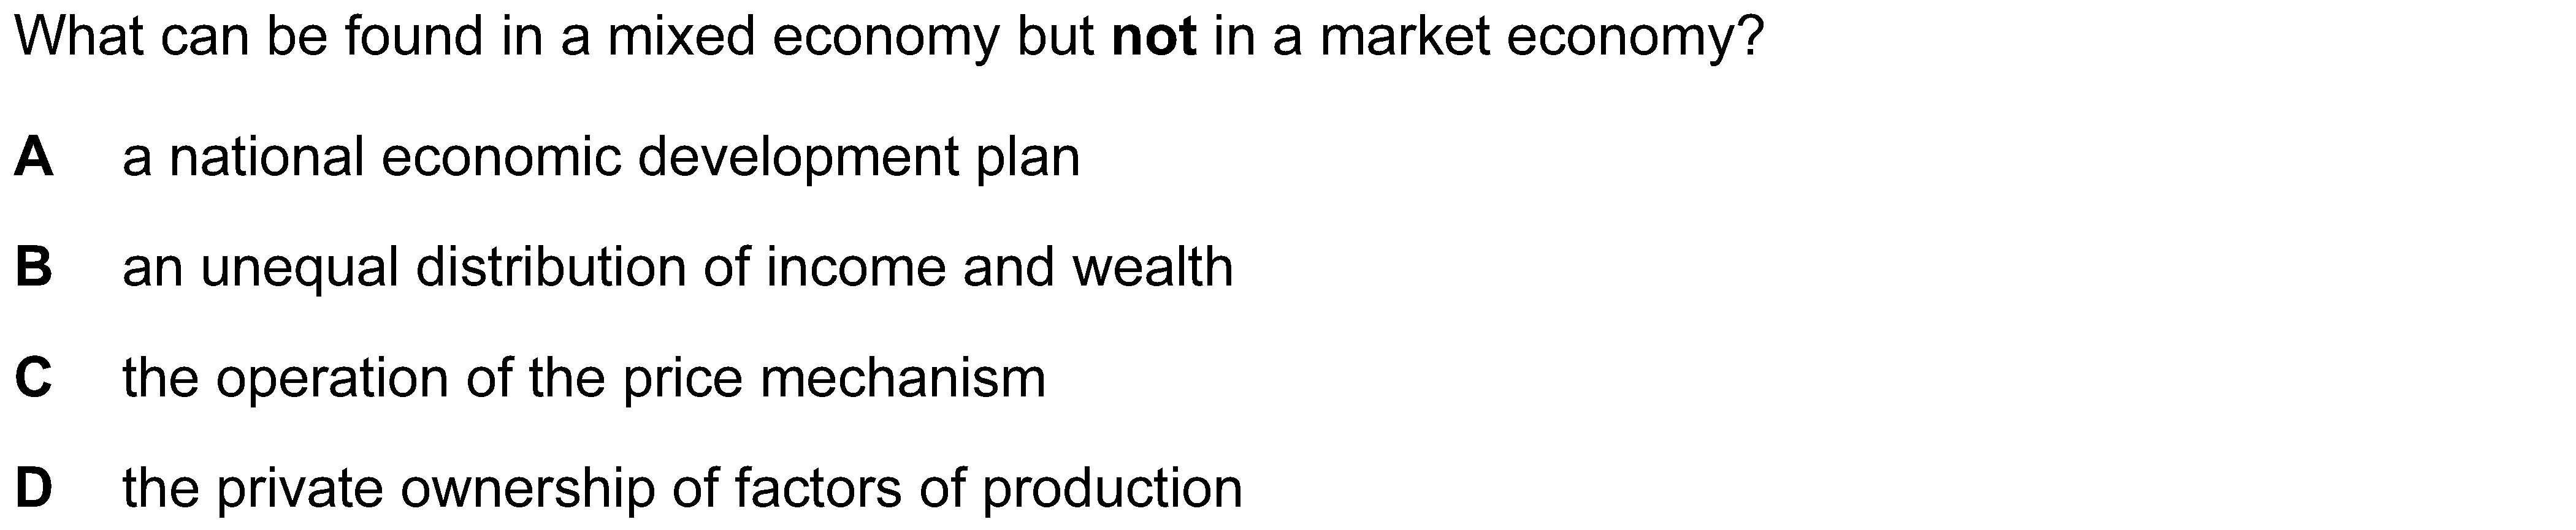 What can be found in a mixed economy but not in a market economy?
A a national economic development plan
B an unequal distribution of income and wealth
C the operation of the price mechanism
D the private ownership of factors of production